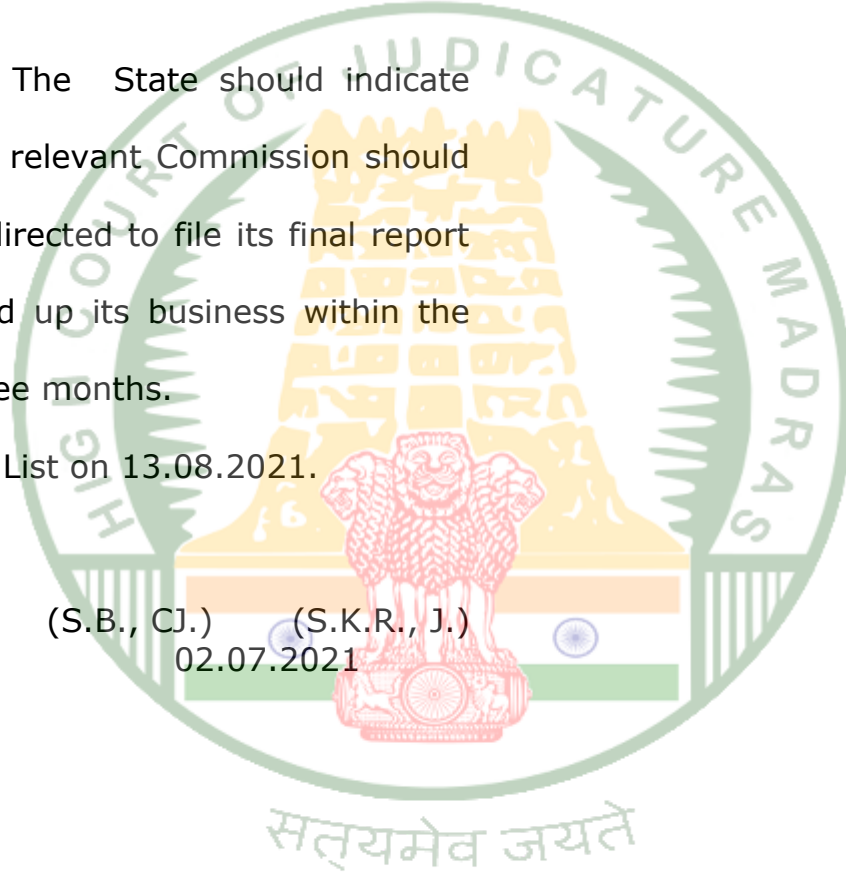 The State should indicate
relevant Commission should
directed to file its final report
d up its business within the
ee months.
List on 13.08.2021.
(S.B., CJ.) (S.K.R., J.)
02.07.2021
HIGH COURT OF JUDICATURE MADRAS
सत्यमेव जयते